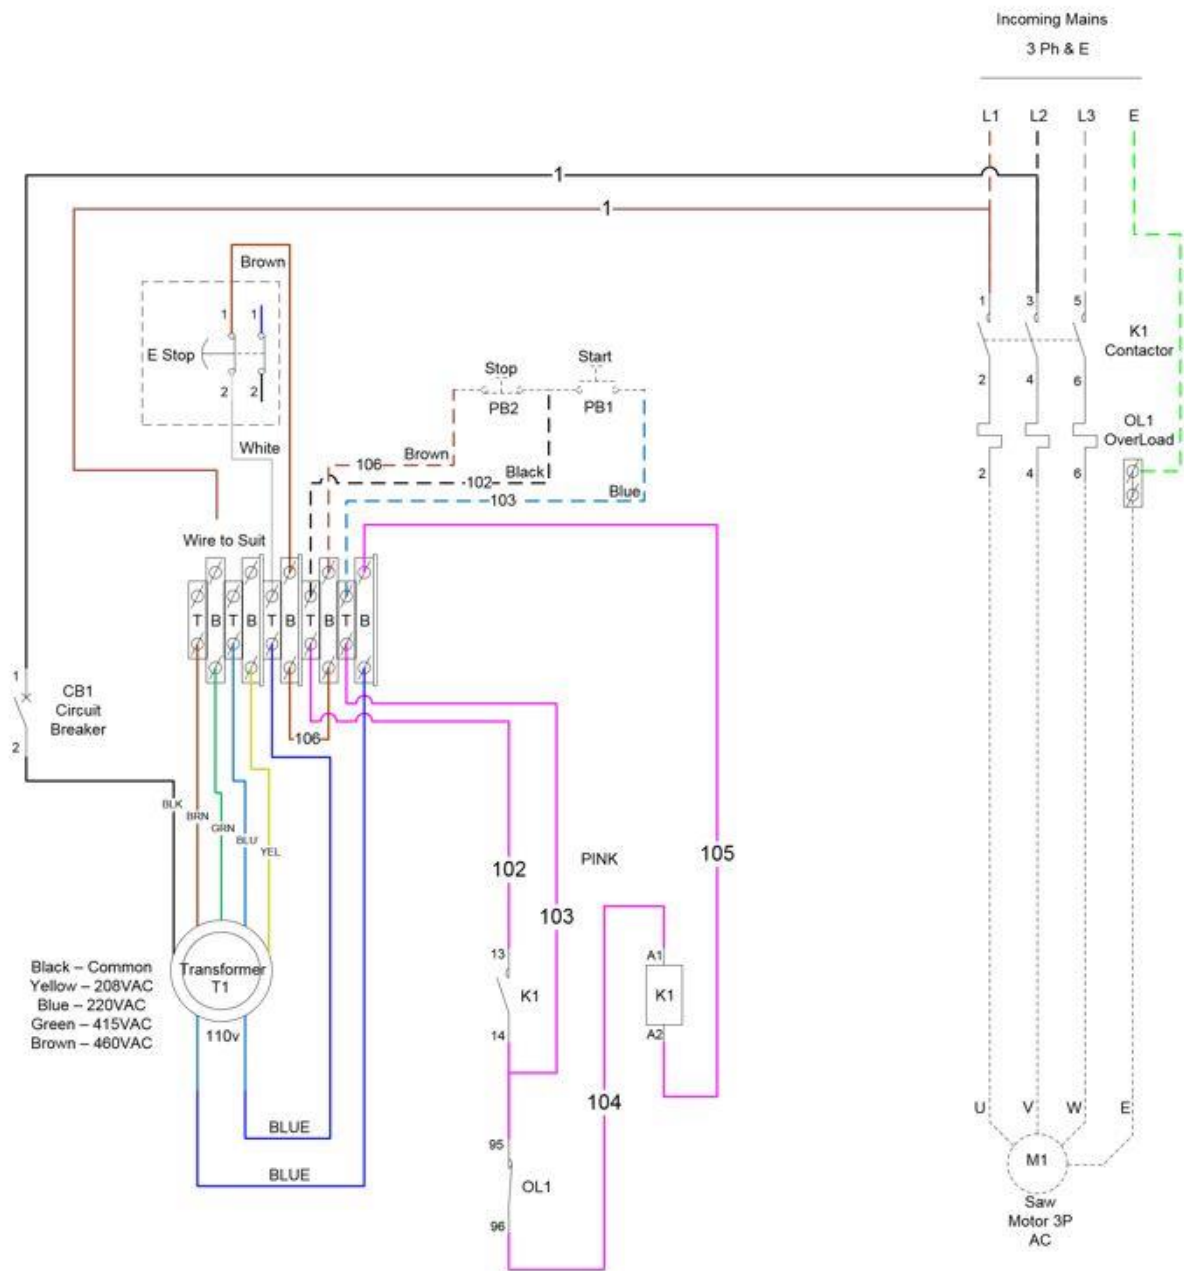 Incoming Mains
3 Ph & E
L1 L2 L3 E
1
1
Brown
1 1
E Stop
2 2
White
Stop
PB2
Start
PB1
Brown
106
Black
102
Blue
103
1 3 5
K1
Contactor
2 4 6
OL1
OverLoad
2 4 6
Wire to Suit
T B T B T B T B T B
1
CB1
Circuit
Breaker
2
106
BLK
BRN
GRN
BLU
YEL
102
PINK
105
103
Black – Common
Yellow – 208VAC
Blue – 220VAC
Green – 415VAC
Brown – 460VAC
Transformer
T1
110v
13
K1
14
A1
K1
A2
104
BLUE
BLUE
95
OL1
96
U V W E
M1
Saw
Motor 3P
AC